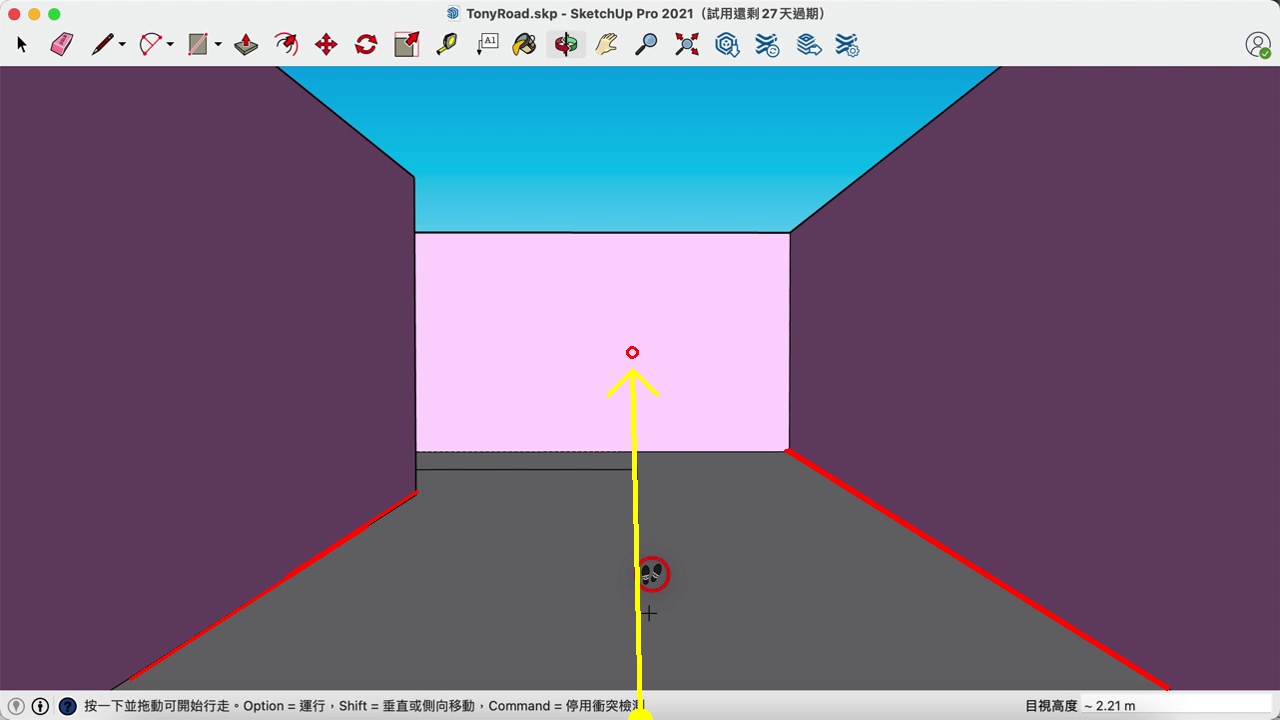 TonyRoad.skp - SketchUp Pro 2021（試用還剩 27 天過期）
A1
按一下並拖動可開始行走。Option = 運行，Shift = 垂直或側向移動，Command = 停用衝突檢測
目視高度 ~ 2.21 m